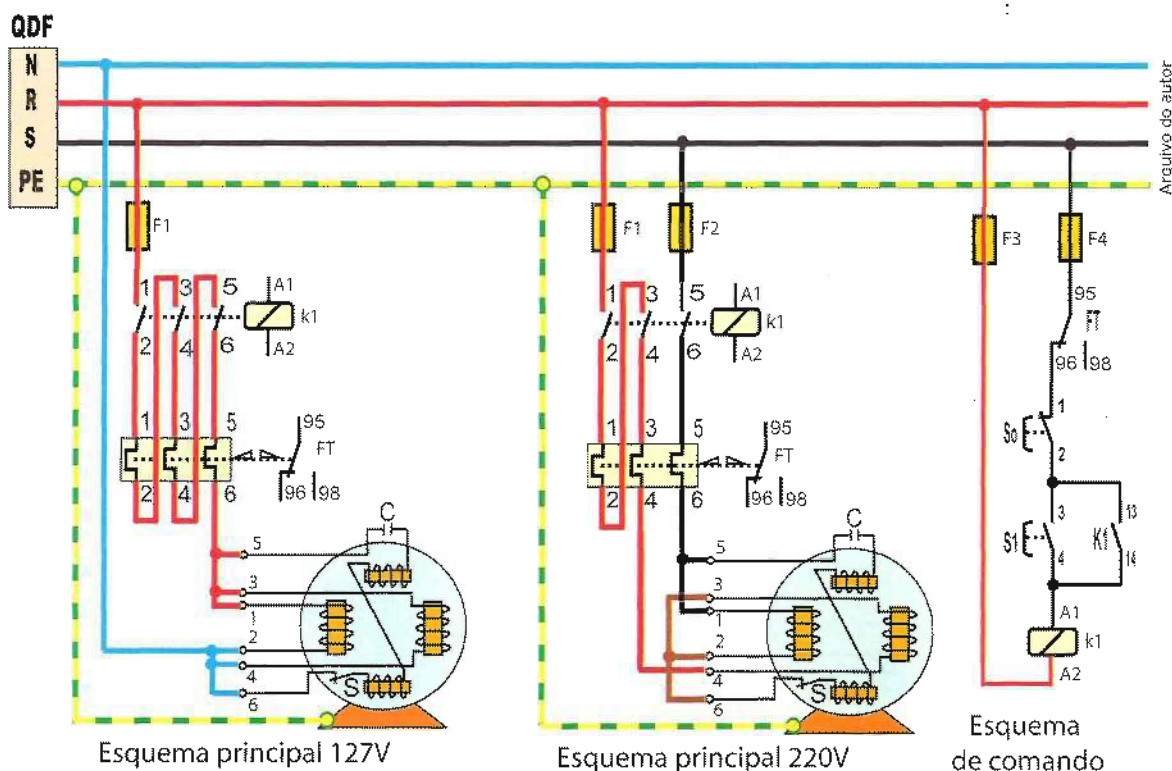 :
QDF
N
R
S
PE
Arquivo do autor
F1
1 3 5
A1
k1
A2
2 4 6
1 3 5
95
FT
96 98
2 4 6
C
5
3
1
2
4
6
S
Esquema principal 127V
F1 F2
1 3 5
A1
k1
A2
2 4 6
1 3 5
95
FT
96 98
2 4 6
C
5
3
1
2
4
6
S
Esquema principal 220V
F3 F4
95
FT
96 98
1
So
2
3 13
S1 K1
4 14
A1
k1
A2
Esquema
de comando